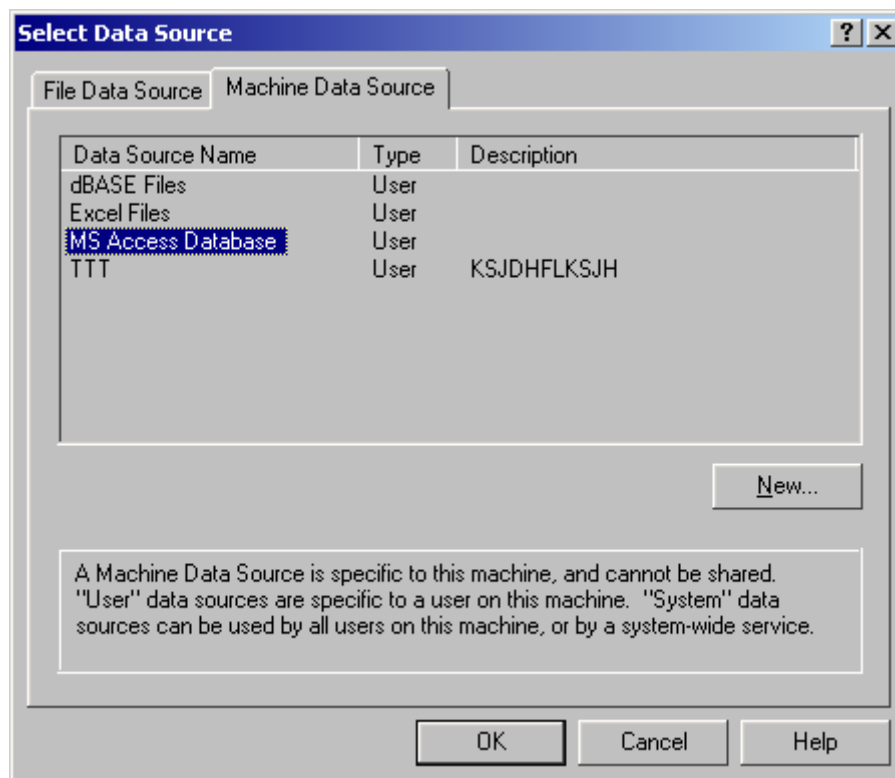 Select Data Source
File Data Source Machine Data Source
Data Source Name Type Description
dBASE Files User
Excel Files User
MS Access Database User
TTT User KSJDHFLKSJH
New...
A Machine Data Source is specific to this machine, and cannot be shared.
"User" data sources are specific to a user on this machine. "System" data
sources can be used by all users on this machine, or by a system-wide service.
OK Cancel Help